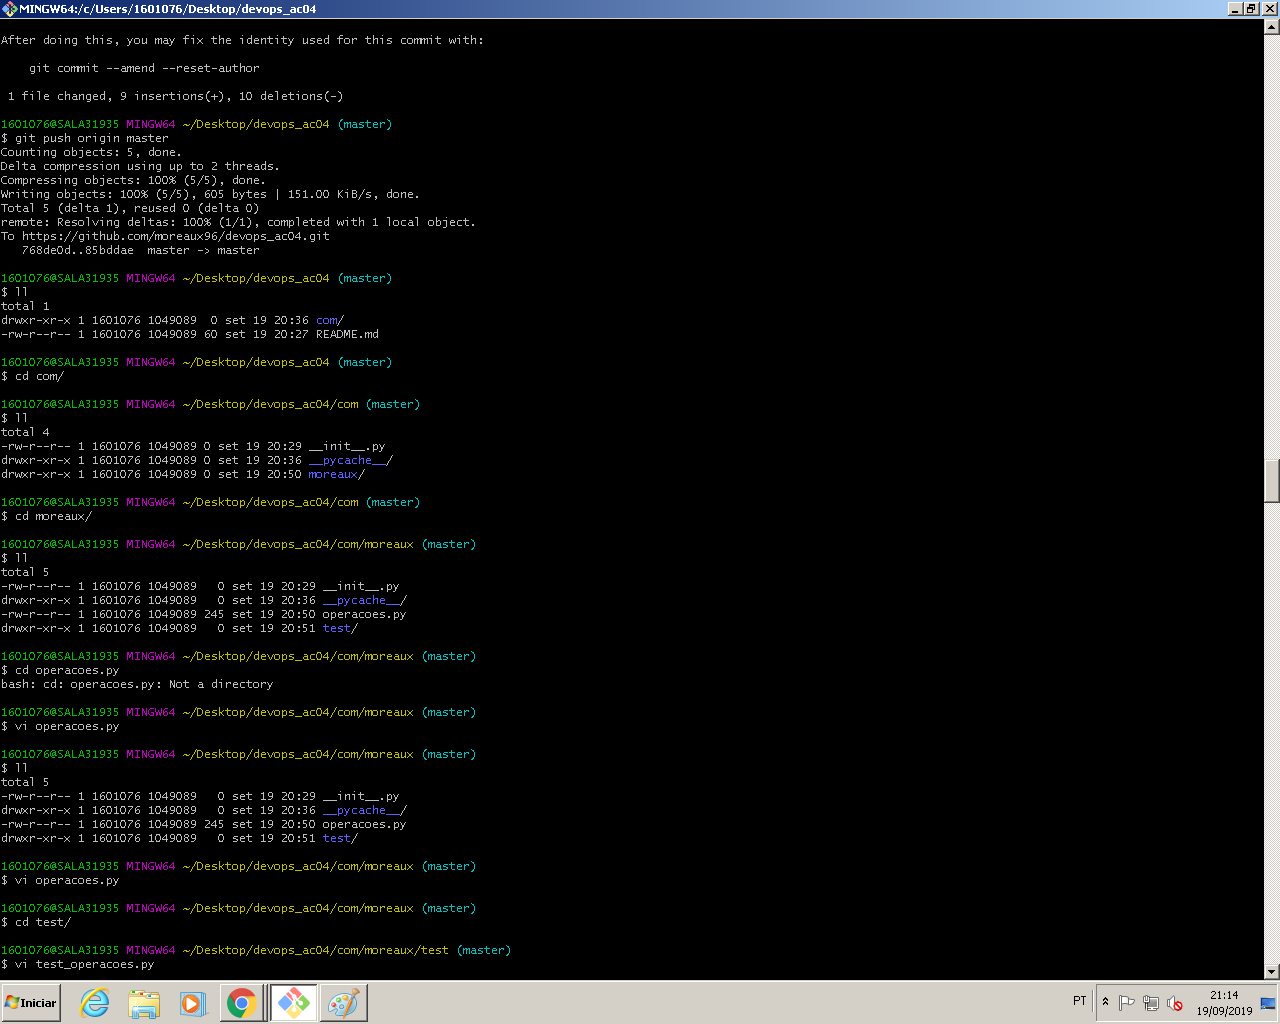 MINGW64:/c/Users/1601076/Desktop/devops_ac04
After doing this, you may fix the identity used for this commit with:
    git commit --amend --reset-author
 1 file changed, 9 insertions(+), 10 deletions(-)
1601076@SALA31935 MINGW64 ~/Desktop/devops_ac04 (master)
$ git push origin master
Counting objects: 5, done.
Delta compression using up to 2 threads.
Compressing objects: 100% (5/5), done.
Writing objects: 100% (5/5), 605 bytes | 151.00 KiB/s, done.
Total 5 (delta 1), reused 0 (delta 0)
remote: Resolving deltas: 100% (1/1), completed with 1 local object.
To https://github.com/moreaux96/devops_ac04.git
   768de0d..85bddae  master -> master
1601076@SALA31935 MINGW64 ~/Desktop/devops_ac04 (master)
$ ll
total 1
drwxr-xr-x 1 1601076 1049089  0 set 19 20:36 com/
-rw-r--r-- 1 1601076 1049089 60 set 19 20:27 README.md
1601076@SALA31935 MINGW64 ~/Desktop/devops_ac04 (master)
$ cd com/
1601076@SALA31935 MINGW64 ~/Desktop/devops_ac04/com (master)
$ ll
total 4
-rw-r--r-- 1 1601076 1049089 0 set 19 20:29 __init__.py
drwxr-xr-x 1 1601076 1049089 0 set 19 20:36 __pycache__/
drwxr-xr-x 1 1601076 1049089 0 set 19 20:50 moreaux/
1601076@SALA31935 MINGW64 ~/Desktop/devops_ac04/com (master)
$ cd moreaux/
1601076@SALA31935 MINGW64 ~/Desktop/devops_ac04/com/moreaux (master)
$ ll
total 5
-rw-r--r-- 1 1601076 1049089   0 set 19 20:29 __init__.py
drwxr-xr-x 1 1601076 1049089   0 set 19 20:36 __pycache__/
-rw-r--r-- 1 1601076 1049089 245 set 19 20:50 operacoes.py
drwxr-xr-x 1 1601076 1049089   0 set 19 20:51 test/
1601076@SALA31935 MINGW64 ~/Desktop/devops_ac04/com/moreaux (master)
$ cd operacoes.py
bash: cd: operacoes.py: Not a directory
1601076@SALA31935 MINGW64 ~/Desktop/devops_ac04/com/moreaux (master)
$ vi operacoes.py
1601076@SALA31935 MINGW64 ~/Desktop/devops_ac04/com/moreaux (master)
$ ll
total 5
-rw-r--r-- 1 1601076 1049089   0 set 19 20:29 __init__.py
drwxr-xr-x 1 1601076 1049089   0 set 19 20:36 __pycache__/
-rw-r--r-- 1 1601076 1049089 245 set 19 20:50 operacoes.py
drwxr-xr-x 1 1601076 1049089   0 set 19 20:51 test/
1601076@SALA31935 MINGW64 ~/Desktop/devops_ac04/com/moreaux (master)
$ vi operacoes.py
1601076@SALA31935 MINGW64 ~/Desktop/devops_ac04/com/moreaux (master)
$ cd test/
1601076@SALA31935 MINGW64 ~/Desktop/devops_ac04/com/moreaux/test (master)
$ vi test_operacoes.py
Iniciar
PT
21:14
19/09/2019